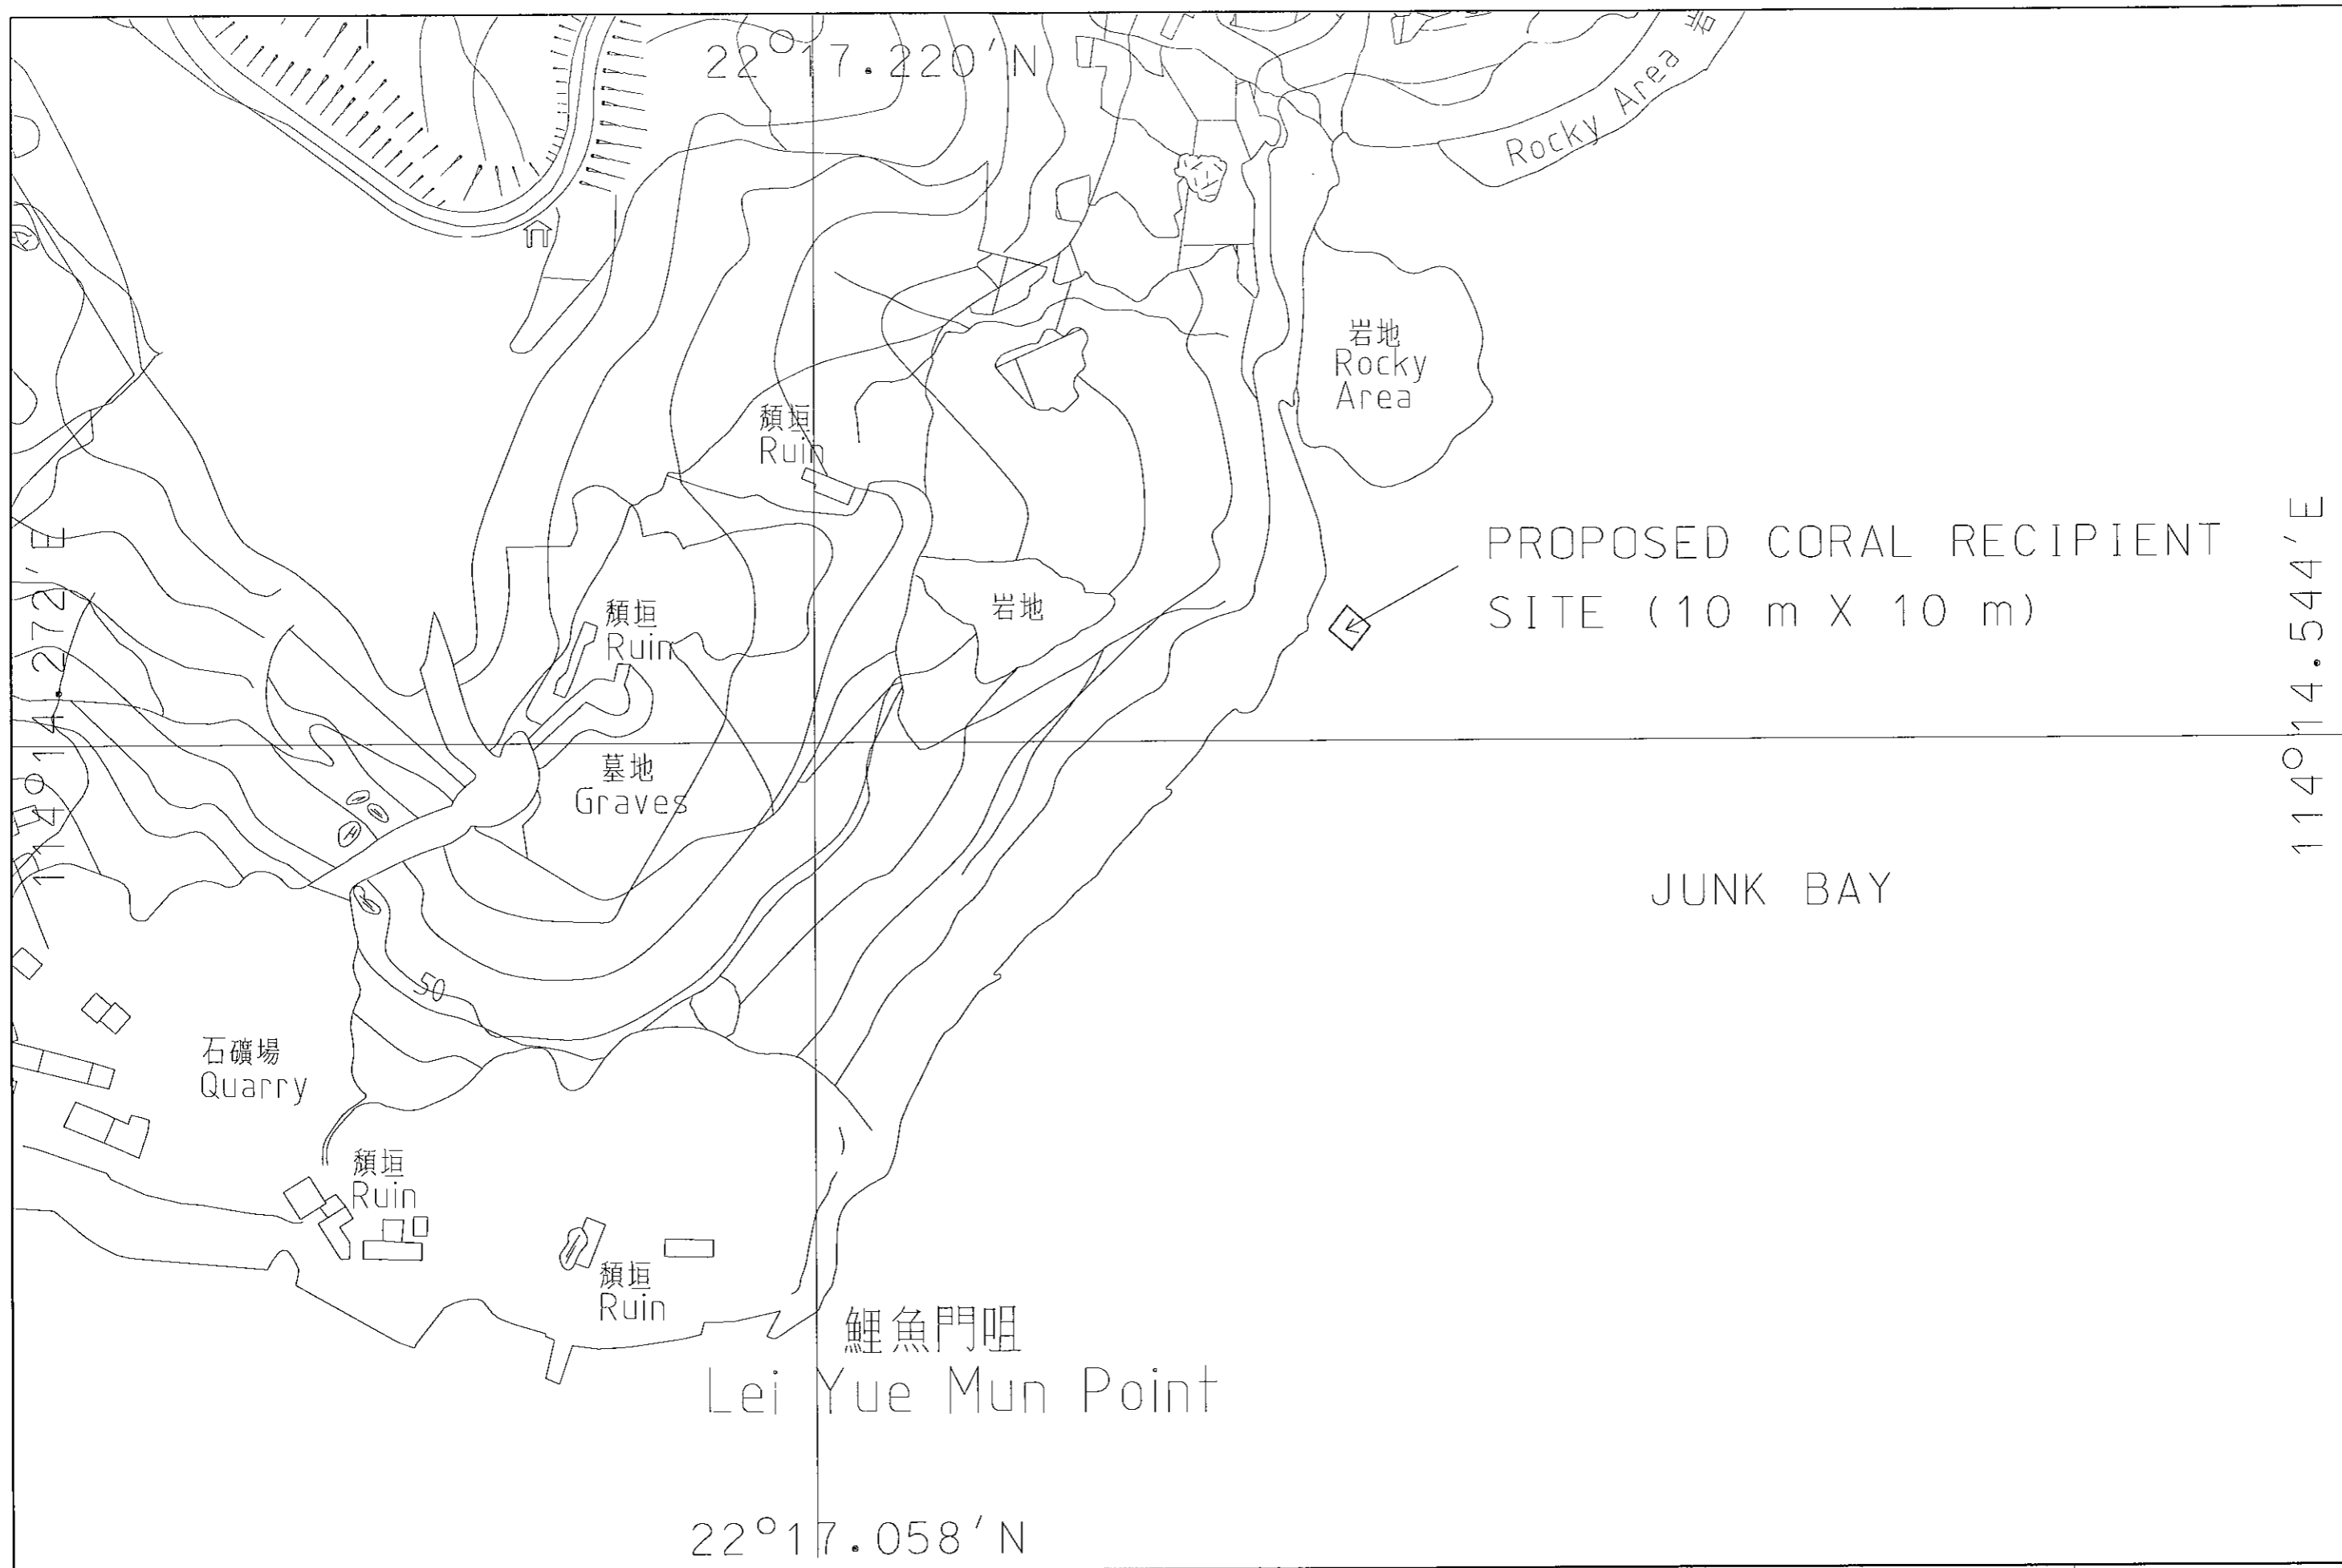 22°17.220'N
Rocky Area 岩
岩地
Rocky
Area
頹垣
Ruin
114°14.272'E
PROPOSED CORAL RECIPIENT
SITE (10 m X 10 m)
114°14.544'E
頹垣
Ruin
岩地
墓地
Graves
JUNK BAY
50
石礦場
Quarry
頹垣
Ruin
頹垣
Ruin
鯉魚門咀
Lei Yue Mun Point
22°17.058'N